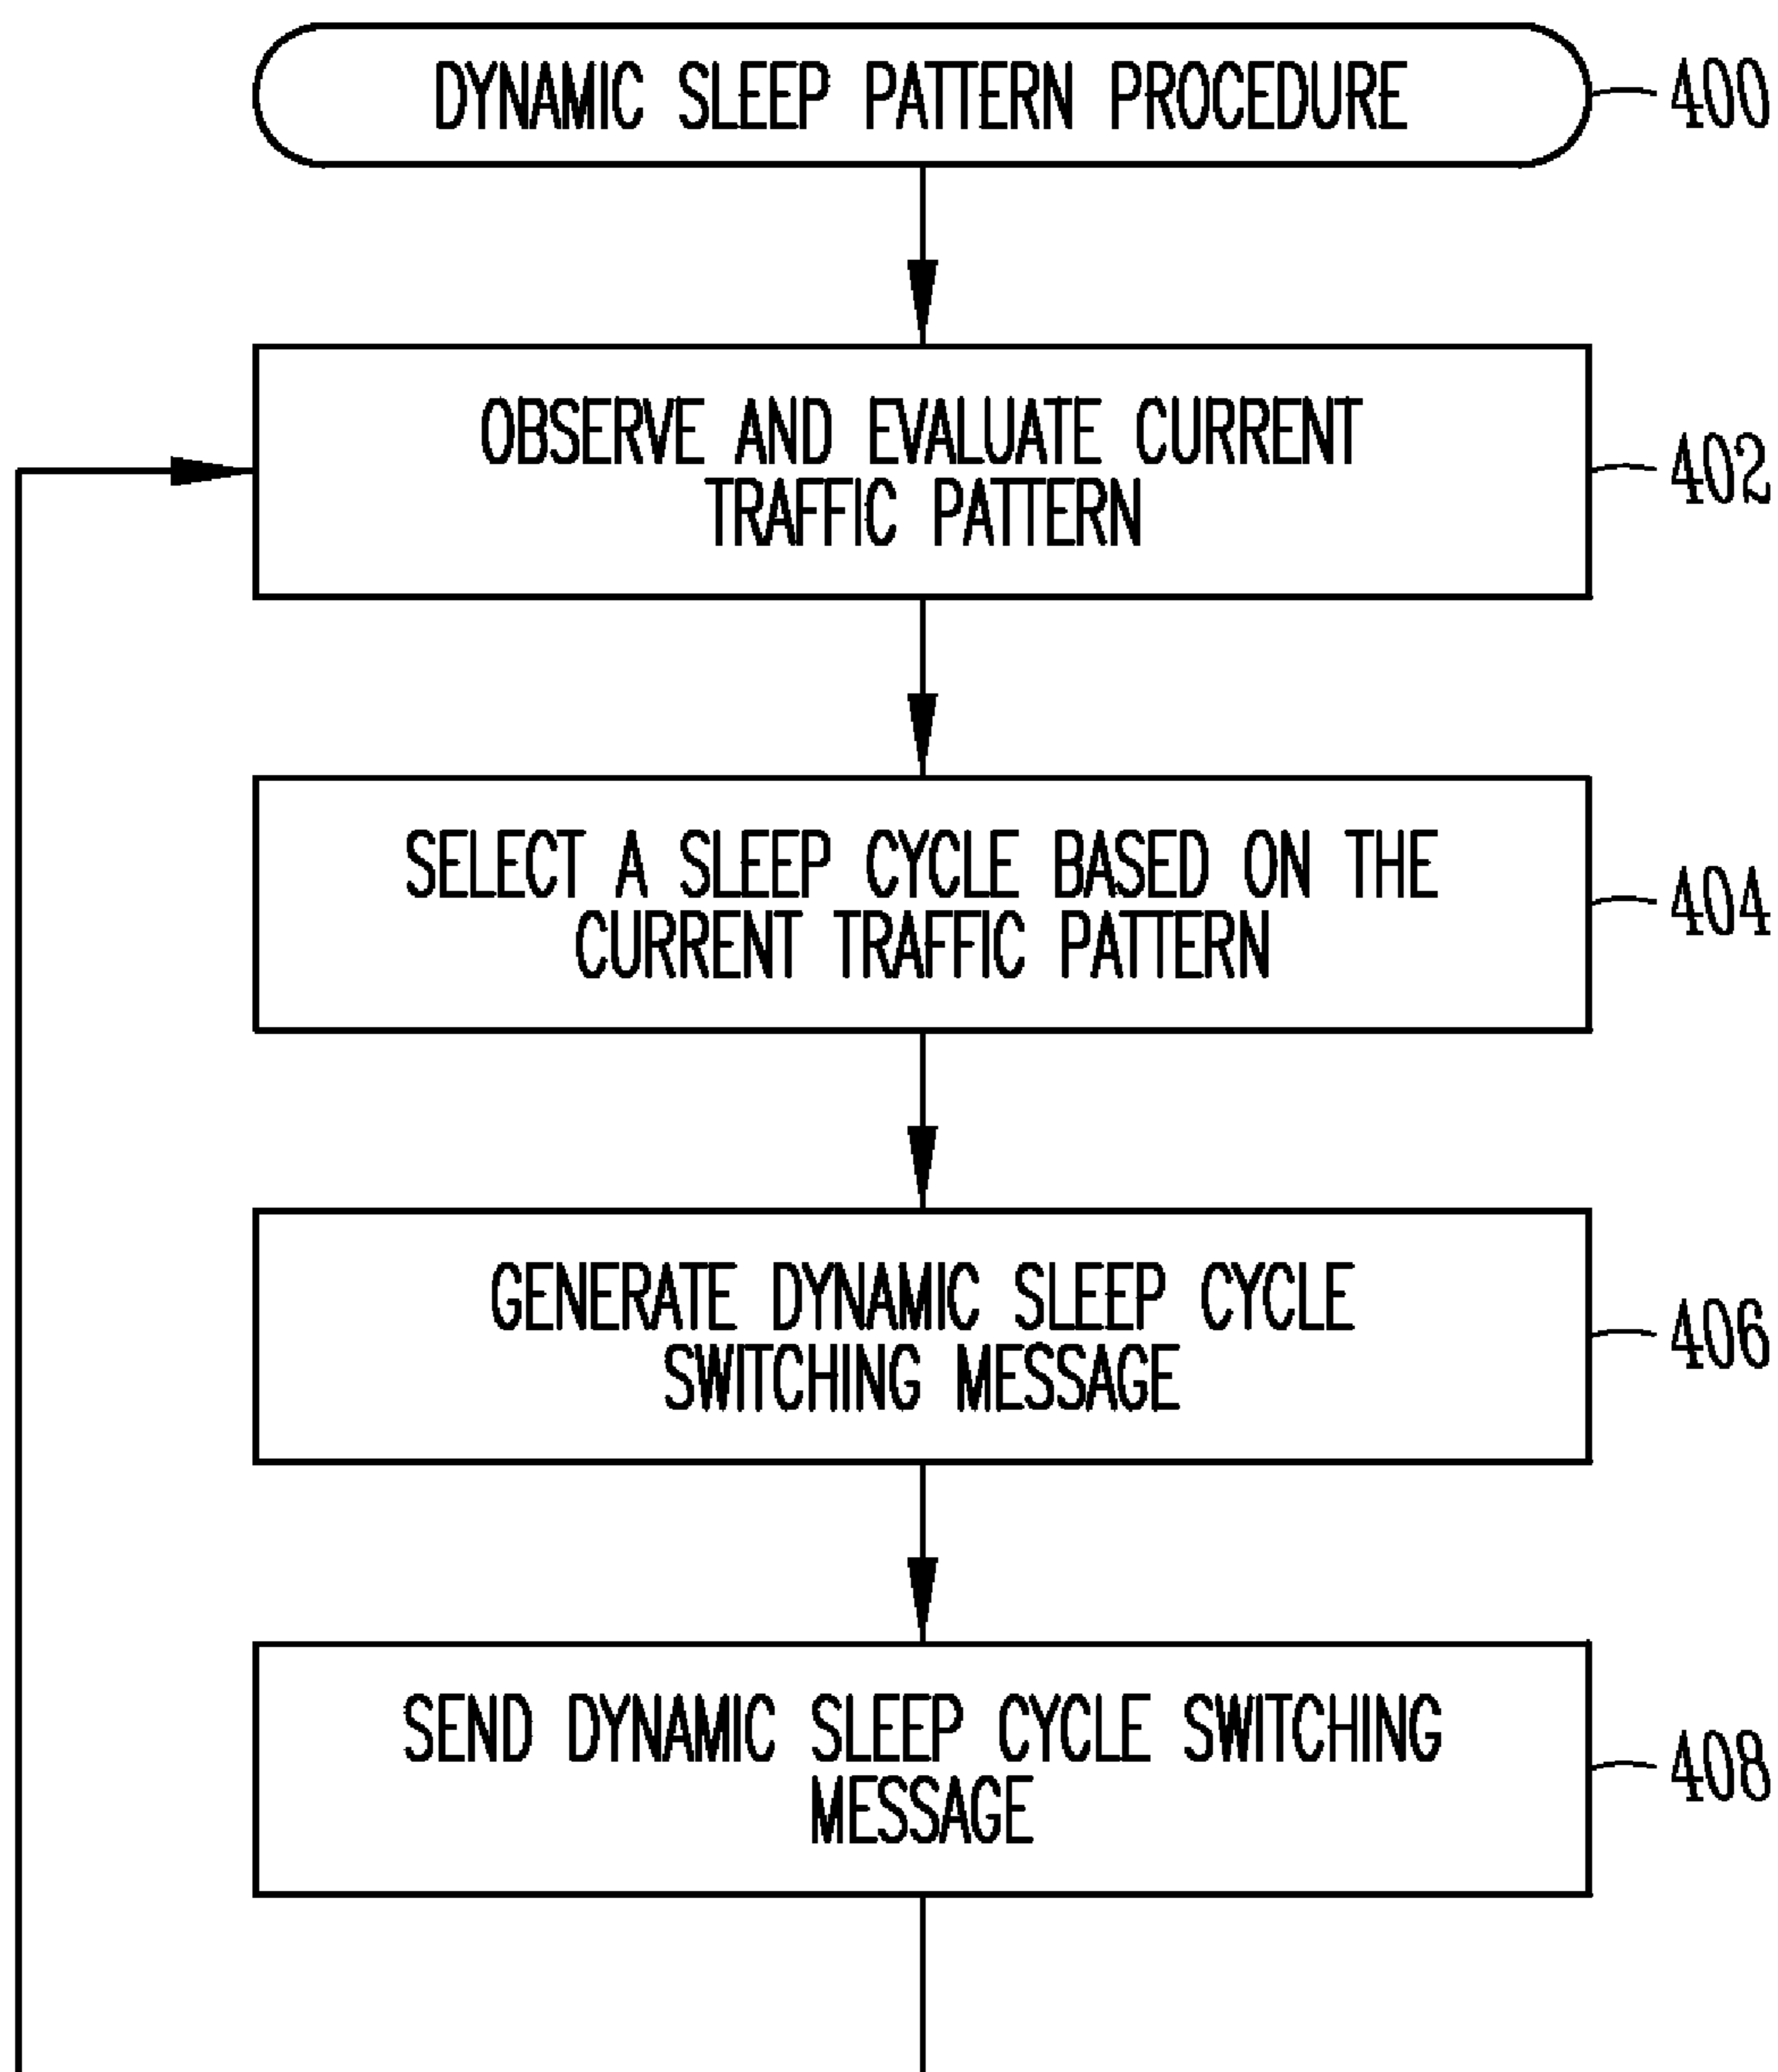 DYNAMIC SLEEP PATTERN PROCEDURE
400
OBSERVE AND EVALUATE CURRENT
TRAFFIC PATTERN
402
SELECT A SLEEP CYCLE BASED ON THE
CURRENT TRAFFIC PATTERN
404
GENERATE DYNAMIC SLEEP CYCLE
SWITCHING MESSAGE
406
SEND DYNAMIC SLEEP CYCLE SWITCHING
MESSAGE
408